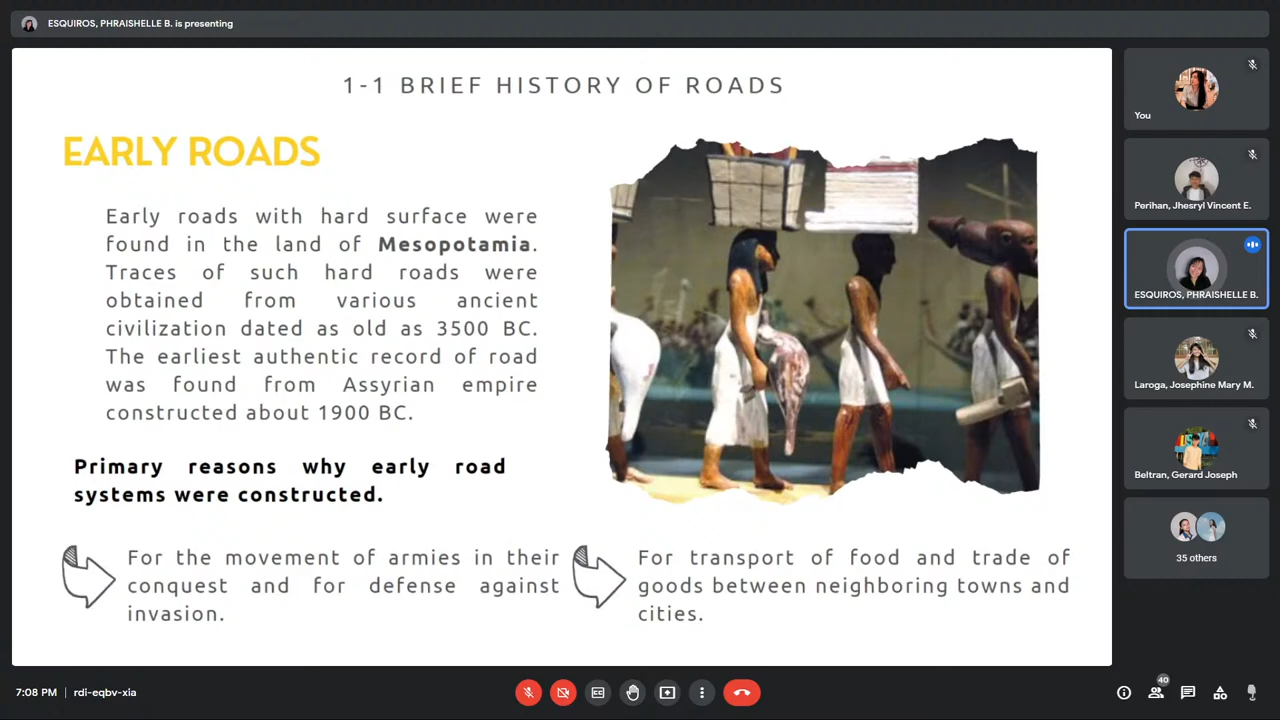 ESQUIROS, PHRAISHELLE B. is presenting
1-1 BRIEF HISTORY OF ROADS
EARLY ROADS
Early roads with hard surface were
found in the land of Mesopotamia.
Traces of such hard roads were
obtained from various ancient
civilization dated as old as 3500 BC.
The earliest authentic record of road
was found from Assyrian empire
constructed about 1900 BC.
Primary reasons why early road
systems were constructed.
For the movement of armies in their
conquest and for defense against
invasion.
For transport of food and trade of
goods between neighboring towns and
cities.
You
Perihan, Jhesryl Vincent E.
ESQUIROS, PHRAISHELLE B.
Laroga, Josephine Mary M.
Beltran, Gerard Joseph
35 others
7:08 PM | rdi-eqbv-xia
40